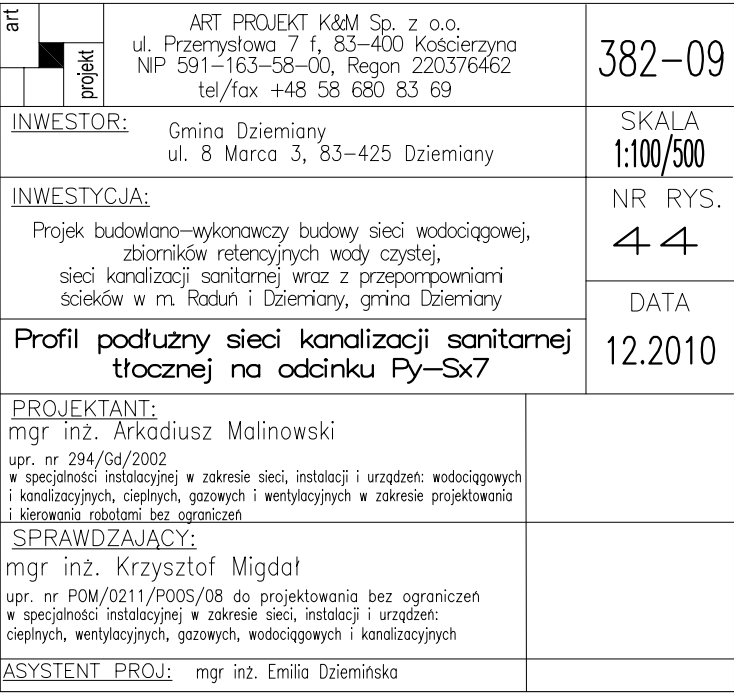 art
projekt
ART PROJEKT K&M Sp. z o.o.
ul. Przemysłowa 7 f, 83-400 Kościerzyna
NIP 591-163-58-00, Regon 220376462
tel/fax +48 58 680 83 69
382-09
INWESTOR:
Gmina Dziemiany
ul. 8 Marca 3, 83-425 Dziemiany
SKALA
1:100/500
INWESTYCJA:
Projek budowlano-wykonawczy budowy sieci wodociągowej,
zbiorników retencyjnych wody czystej,
sieci kanalizacji sanitarnej wraz z przepompowniami
ścieków w m. Raduń i Dziemiany, gmina Dziemiany
NR RYS.
44
DATA
12.2010
Profil podłużny sieci kanalizacji sanitarnej
tłocznej na odcinku Py-Sx7
PROJEKTANT:
mgr inż. Arkadiusz Malinowski
upr. nr 294/Gd/2002
w specjalności instalacyjnej w zakresie sieci, instalacji i urządzeń: wodociągowych
i kanalizacyjnych, cieplnych, gazowych i wentylacyjnych w zakresie projektowania
i kierowania robotami bez ograniczeń
SPRAWDZAJĄCY:
mgr inż. Krzysztof Migdał
upr. nr POM/0211/POOS/08 do projektowania bez ograniczeń
w specjalności instalacyjnej w zakresie sieci, instalacji i urządzeń:
cieplnych, wentylacyjnych, gazowych, wodociągowych i kanalizacyjnych
ASYSTENT PROJ: mgr inż. Emilia Dziemińska